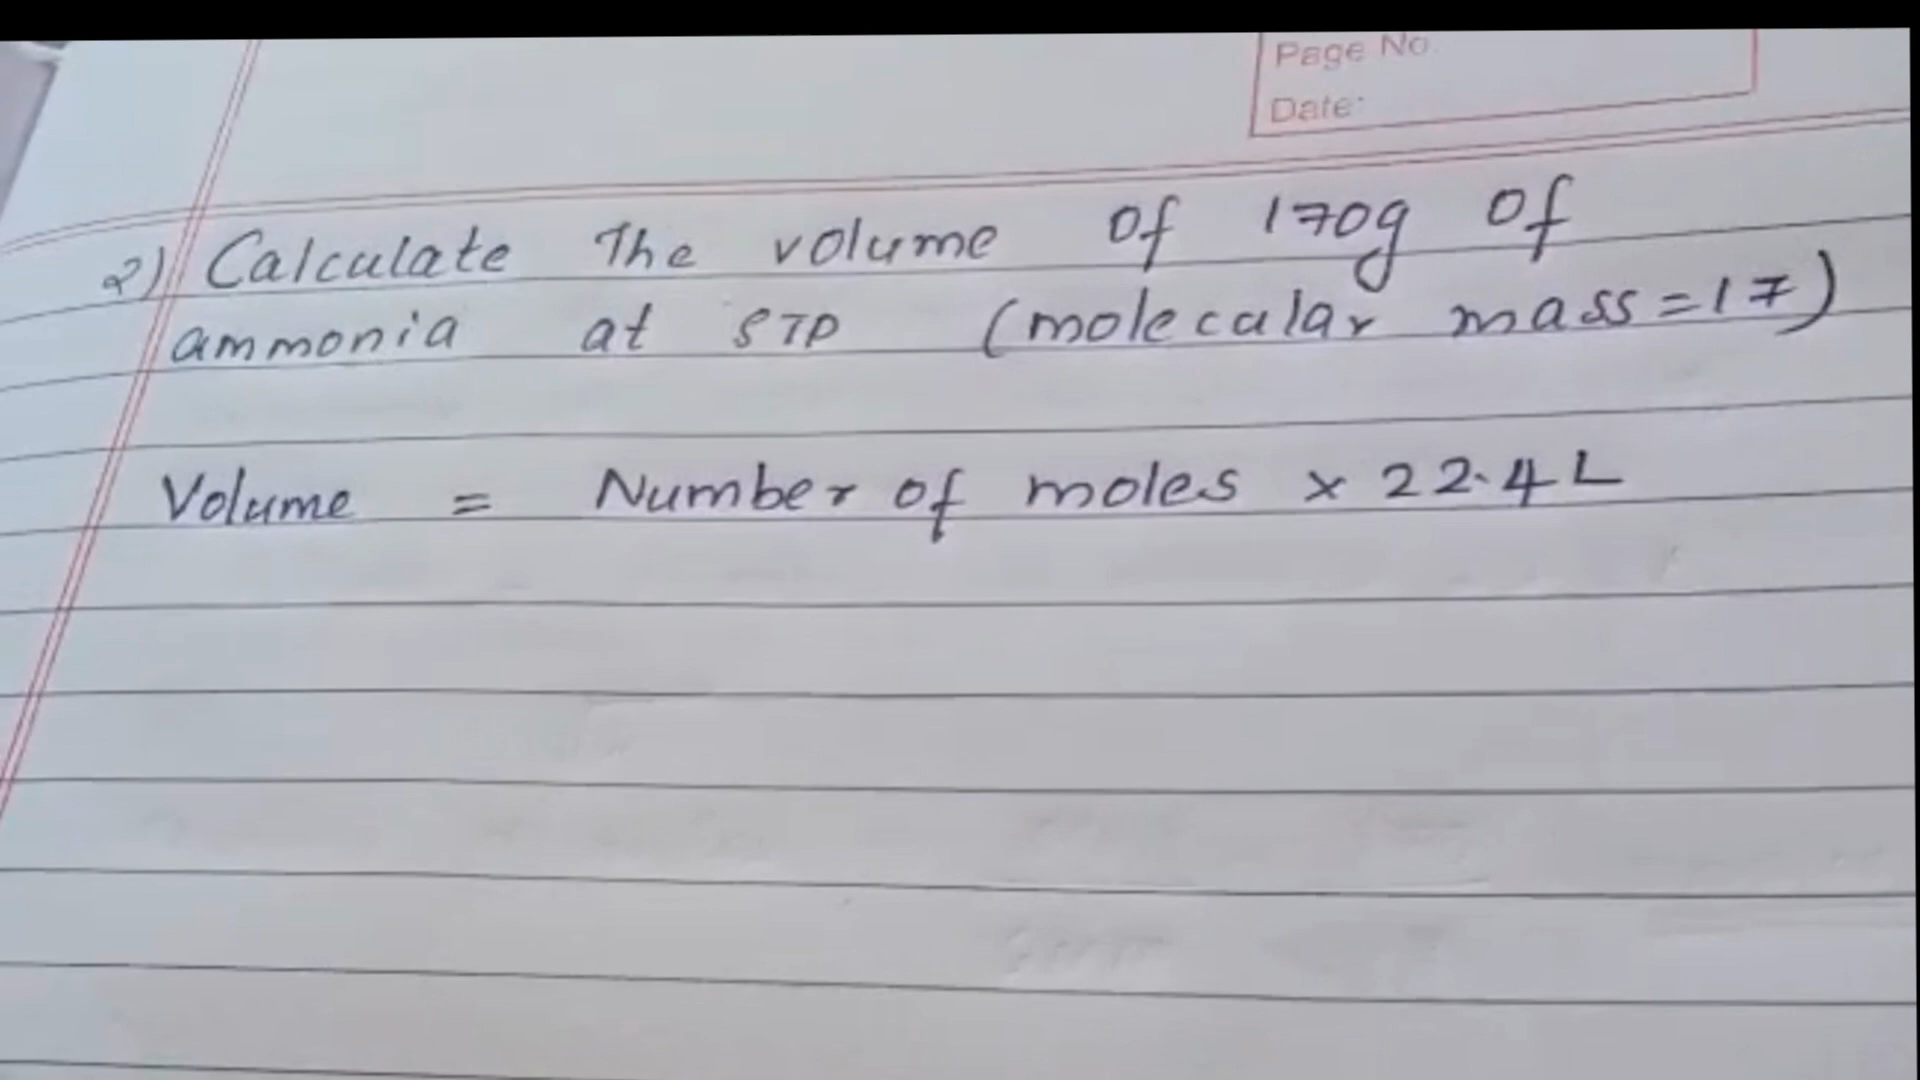 Page No.
Date:
2) Calculate The volume of 170g of
ammonia at STP (molecular mass=17)
Volume = Number of moles x 22.4 L